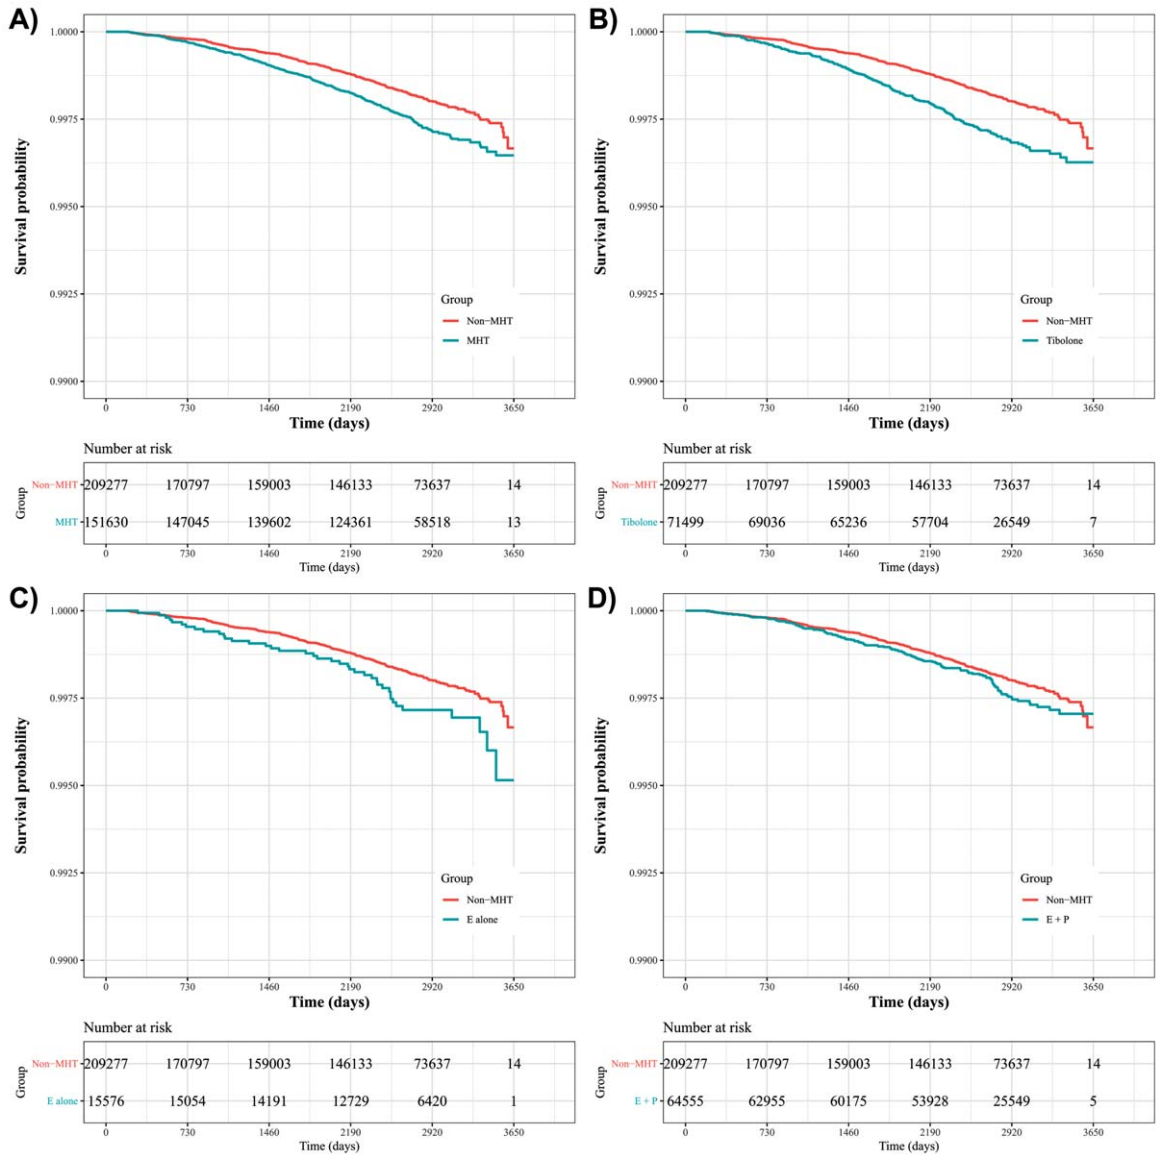 A)
1.0000
0.9975
0.9950
0.9925
0.9900
Survival probability
Group
Non−MHT
MHT
0 730 1460 2190 2920 3650
Time (days)
Number at risk
Group
Non−MHT 209277 170797 159003 146133 73637 14
MHT 151630 147045 139602 124361 58518 13
0 730 1460 2190 2920 3650
Time (days)
B)
1.0000
0.9975
0.9950
0.9925
0.9900
Survival probability
Group
Non−MHT
Tibolone
0 730 1460 2190 2920 3650
Time (days)
Number at risk
Group
Non−MHT 209277 170797 159003 146133 73637 14
Tibolone 71499 69036 65236 57704 26549 7
0 730 1460 2190 2920 3650
Time (days)
C)
1.0000
0.9975
0.9950
0.9925
0.9900
Survival probability
Group
Non−MHT
E alone
0 730 1460 2190 2920 3650
Time (days)
Number at risk
Group
Non−MHT 209277 170797 159003 146133 73637 14
E alone 15576 15054 14191 12729 6420 1
0 730 1460 2190 2920 3650
Time (days)
D)
1.0000
0.9975
0.9950
0.9925
0.9900
Survival probability
Group
Non−MHT
E + P
0 730 1460 2190 2920 3650
Time (days)
Number at risk
Group
Non−MHT 209277 170797 159003 146133 73637 14
E + P 64555 62955 60175 53928 25549 5
0 730 1460 2190 2920 3650
Time (days)